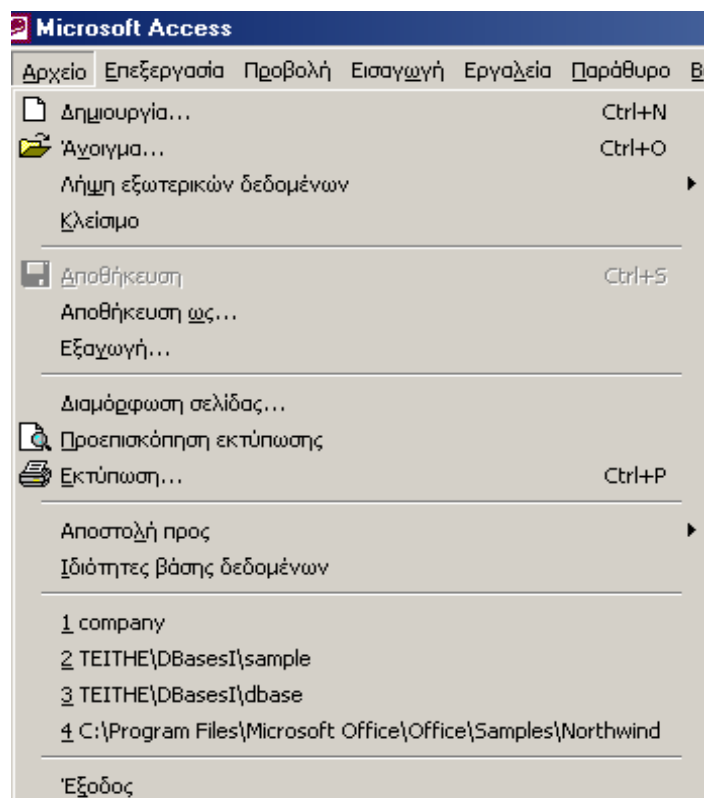 Microsoft Access
Αρχείο Επεξεργασία Προβολή Εισαγωγή Εργαλεία Παράθυρο
Δημιουργία... Ctrl+N
Άνοιγμα... Ctrl+O
Λήψη εξωτερικών δεδομένων
Κλείσιμο
Αποθήκευση Ctrl+S
Αποθήκευση ως...
Εξαγωγή...
Διαμόρφωση σελίδας...
Προεπισκόπηση εκτύπωσης
Εκτύπωση... Ctrl+P
Αποστολή προς
Ιδιότητες βάσης δεδομένων
1 company
2 TEITHE\DBasesI\sample
3 TEITHE\DBasesI\dbase
4 C:\Program Files\Microsoft Office\Office\Samples\Northwind
Έξοδος